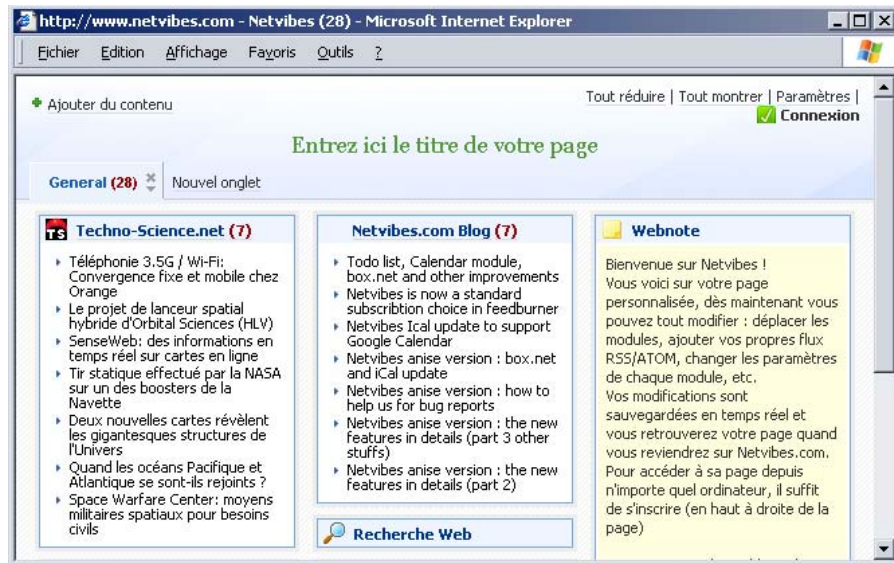 http://www.netvibes.com - Netvibes (28) - Microsoft Internet Explorer
Fichier Edition Affichage Favoris Outils ?
Ajouter du contenu
Tout réduire | Tout montrer | Paramètres |
Connexion
Entrez ici le titre de votre page
General (28) Nouvel onglet
TS Techno-Science.net (7)
Téléphonie 3.5G / Wi-Fi:
Convergence fixe et mobile chez
Orange
Le projet de lanceur spatial
hybride d'Orbital Sciences (HLV)
SenseWeb: des informations en
temps réel sur cartes en ligne
Tir statique effectué par la NASA
sur un des boosters de la
Navette
Deux nouvelles cartes révèlent
les gigantesques structures de
l'Univers
Quand les océans Pacifique et
Atlantique se sont-ils rejoints ?
Space Warfare Center: moyens
militaires spatiaux pour besoins
civils
Netvibes.com Blog (7)
Todo list, Calendar module,
box.net and other improvements
Netvibes is now a standard
subscribtion choice in feedburner
Netvibes Ical update to support
Google Calendar
Netvibes anise version : box.net
and iCal update
Netvibes anise version : how to
help us for bug reports
Netvibes anise version : the new
features in details (part 3 other
stuffs)
Netvibes anise version : the new
features in details (part 2)
Recherche Web
Webnote
Bienvenue sur Netvibes !
Vous voici sur votre page
personnalisée, dès maintenant vous
pouvez tout modifier : déplacer les
modules, ajouter vos propres flux
RSS/ATOM, changer les paramètres
de chaque module, etc.
Vos modifications sont
sauvegardées en temps réel et
vous retrouverez votre page quand
vous reviendrez sur Netvibes.com.
Pour accéder à sa page depuis
n'importe quel ordinateur, il suffit
de s'inscrire (en haut à droite de la
page)